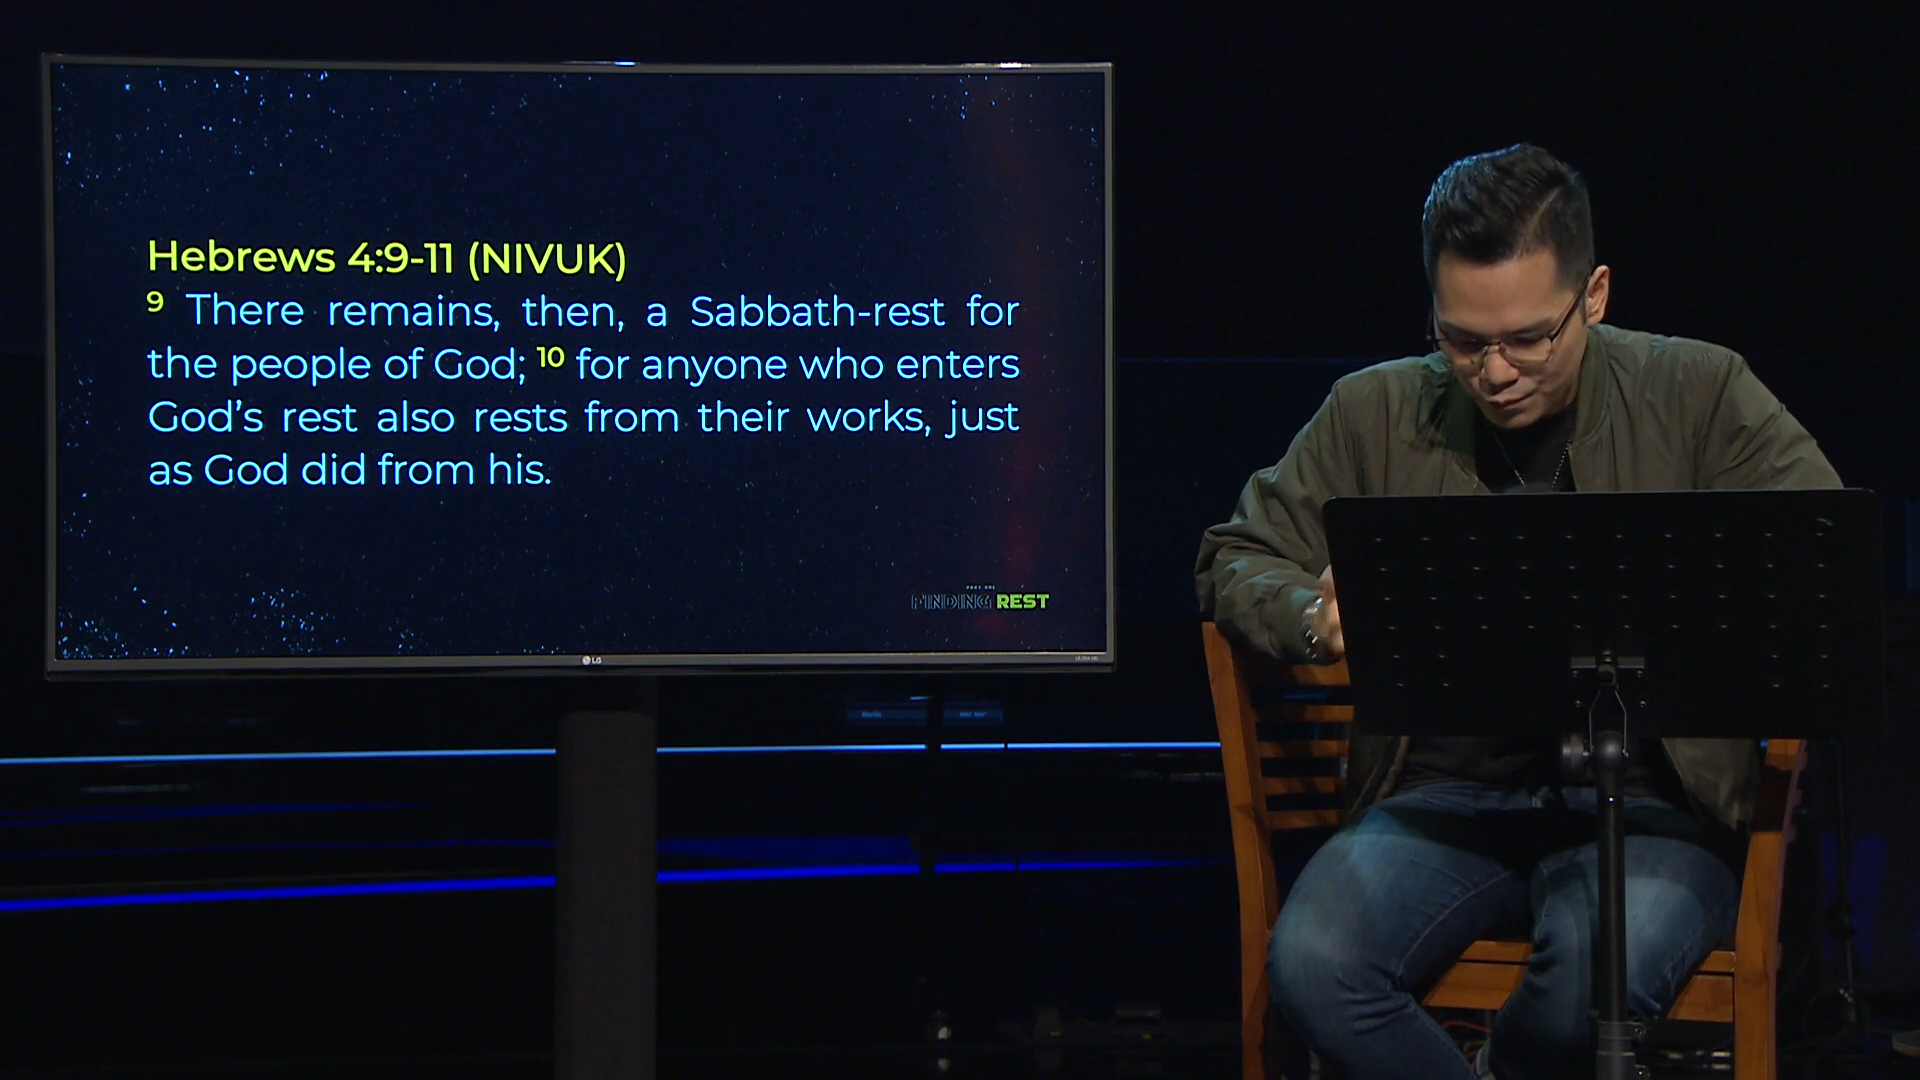 Hebrews 4:9-11 (NIVUK)
9 There remains, then, a Sabbath-rest for
the people of God; 10 for anyone who enters
God’s rest also rests from their works, just
as God did from his.
FINDING REST
LG